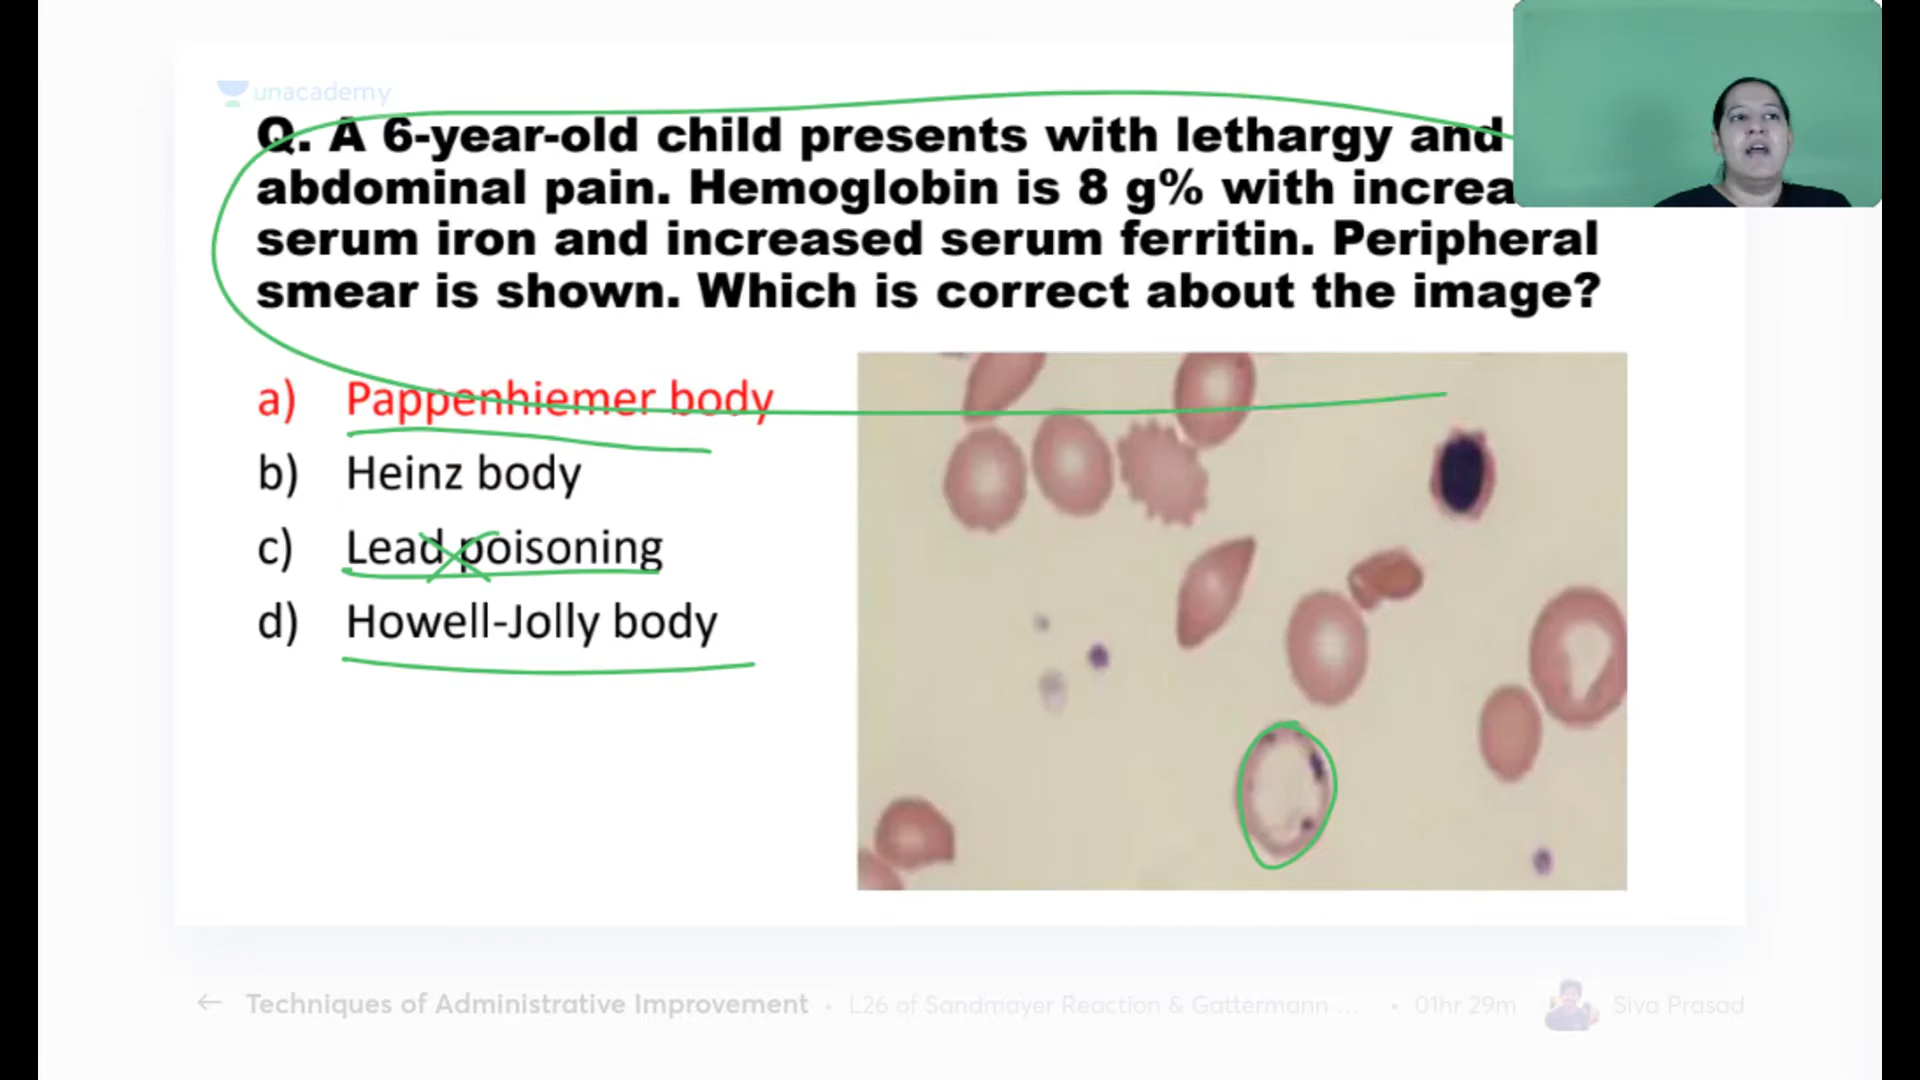 unacademy
Q. A 6-year-old child presents with lethargy and
abdominal pain. Hemoglobin is 8 g% with increa
serum iron and increased serum ferritin. Peripheral
smear is shown. Which is correct about the image?
a) Pappenhiemer body
b) Heinz body
c) Lead poisoning
d) Howell-Jolly body
← Techniques of Administrative Improvement • L26 of Sandmayer Reaction & Gattermann ... • 01hr 29m Siva Prasad